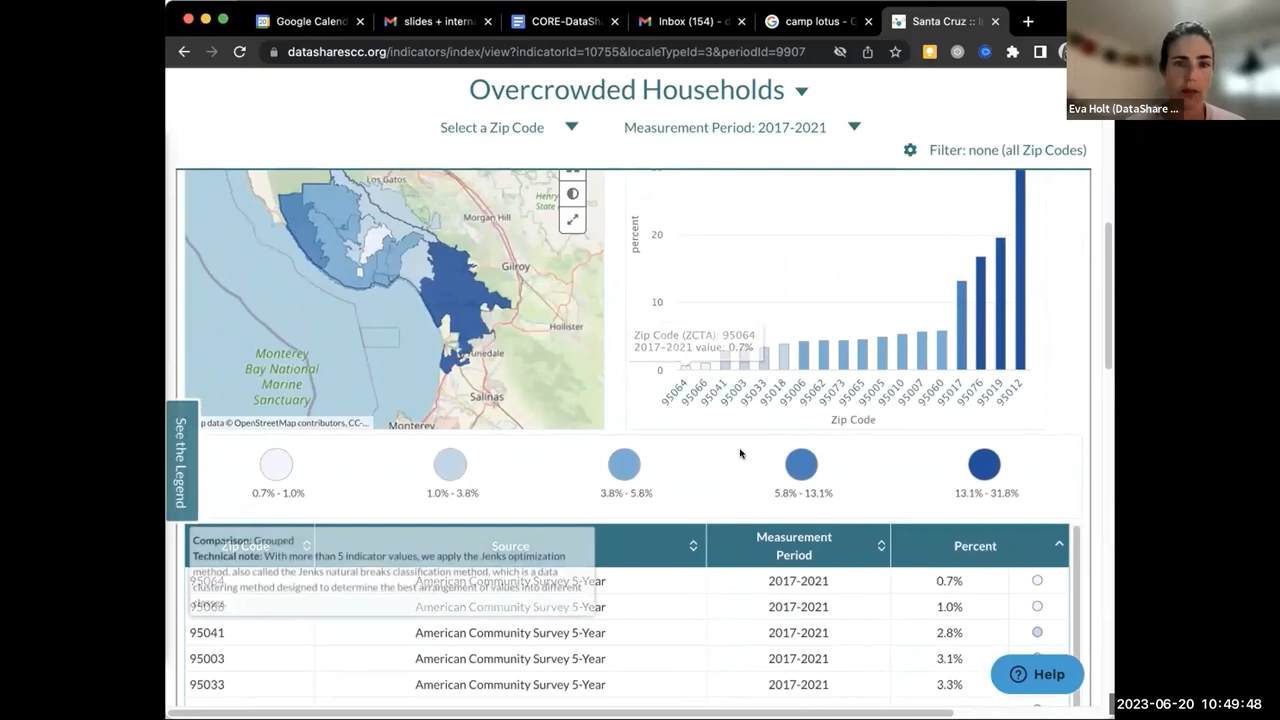 Google Calend
slides + intern
CORE-DataSh
Inbox (154) - d
camp lotus - G
Santa Cruz :: I
datasharescc.org/indicators/index/view?indicatorId=10755&localeTypeId=3&periodId=9907
Eva Holt (DataShare ...
Overcrowded Households
Select a Zip Code
Measurement Period: 2017-2021
Filter: none (all Zip Codes)
Los Gatos
Morgan Hill
Henry
State
Gilroy
Hollister
Salinas
Monterey
Monterey
Bay National
Marine
Sanctuary
p data © OpenStreetMap contributors, CC-...
percent
20
10
0
Zip Code (ZCTA): 95064
2017-2021 value: 0.7%
95064
95066
95041
95003
95033
95018
95006
95062
95073
95065
95005
95010
95007
95060
95017
95076
95019
95012
Zip Code
See the Legend
0.7% - 1.0%
1.0% - 3.8%
3.8% - 5.8%
5.8% - 13.1%
13.1% - 31.8%
Zip Code
Source
Measurement
Period
Percent
Comparison: Grouped
Technical note: With more than 5 indicator values, we apply the Jenks optimization
method, also called the Jenks natural breaks classification method, which is a data
clustering method designed to determine the best arrangement of values into different
classes.
95064 American Community Survey 5-Year 2017-2021 0.7%
95066 American Community Survey 5-Year 2017-2021 1.0%
95041 American Community Survey 5-Year 2017-2021 2.8%
95003 American Community Survey 5-Year 2017-2021 3.1%
95033 American Community Survey 5-Year 2017-2021 3.3%
Help
2023-06-20 10:49:48